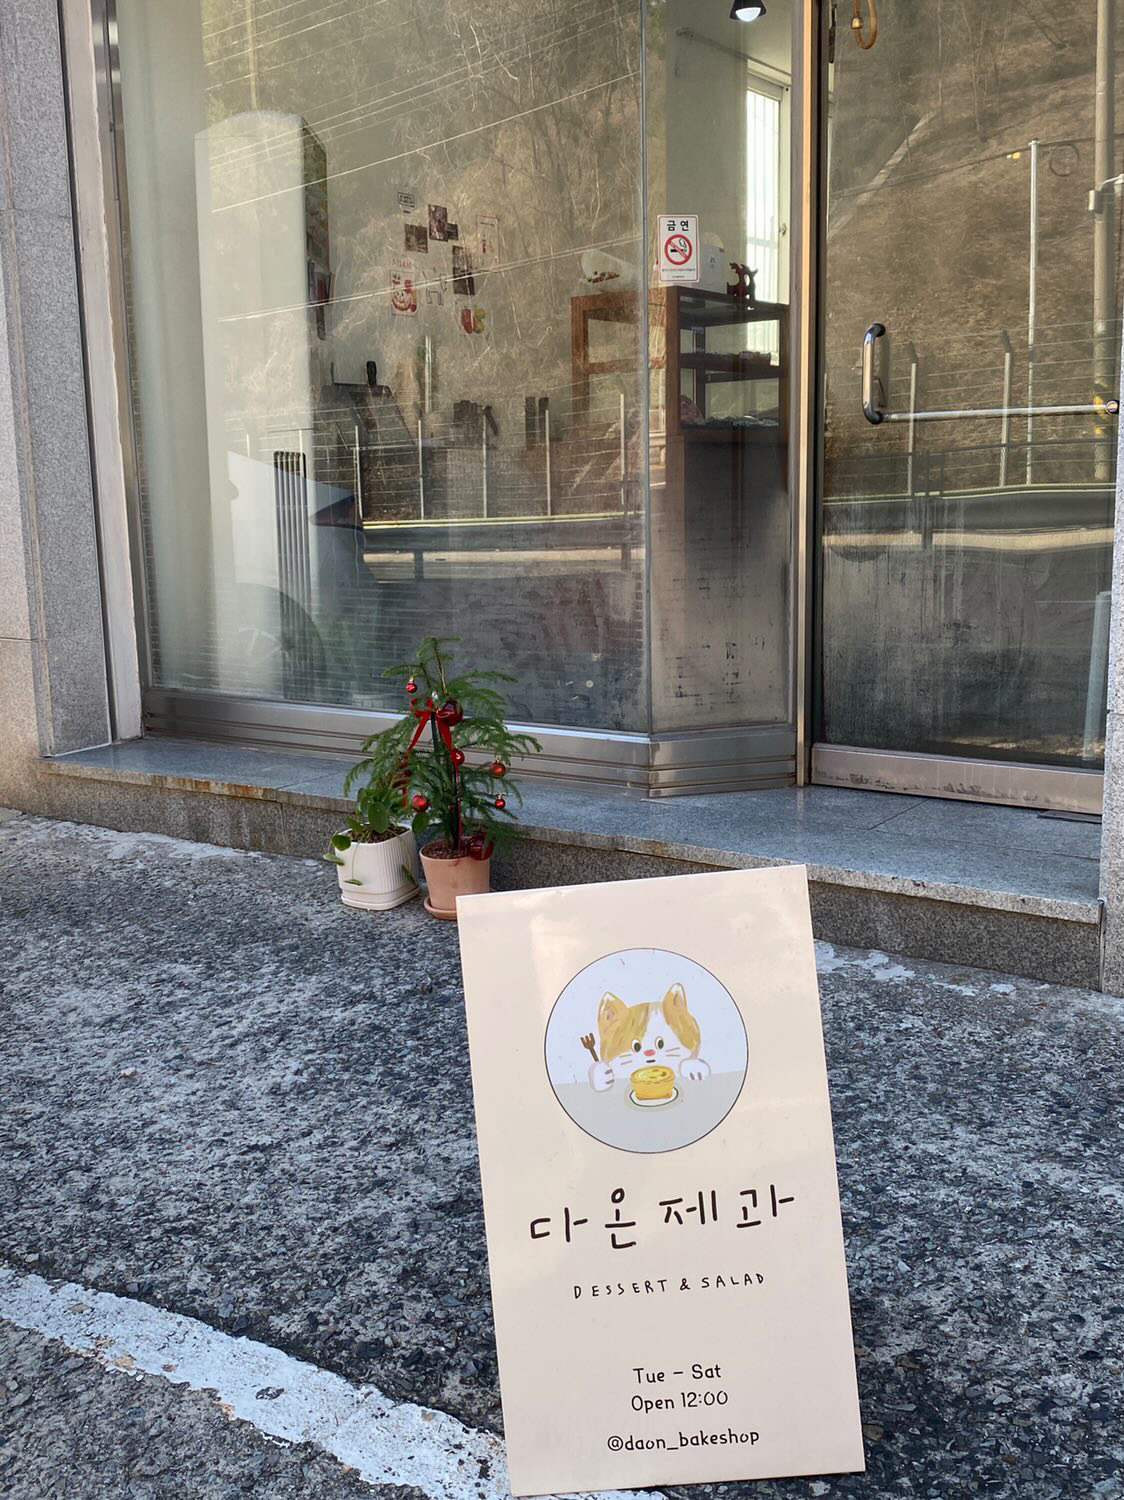 금연
다온제과
DESSERT & SALAD
Tue - Sat
Open 12:00
@daon_bakeshop